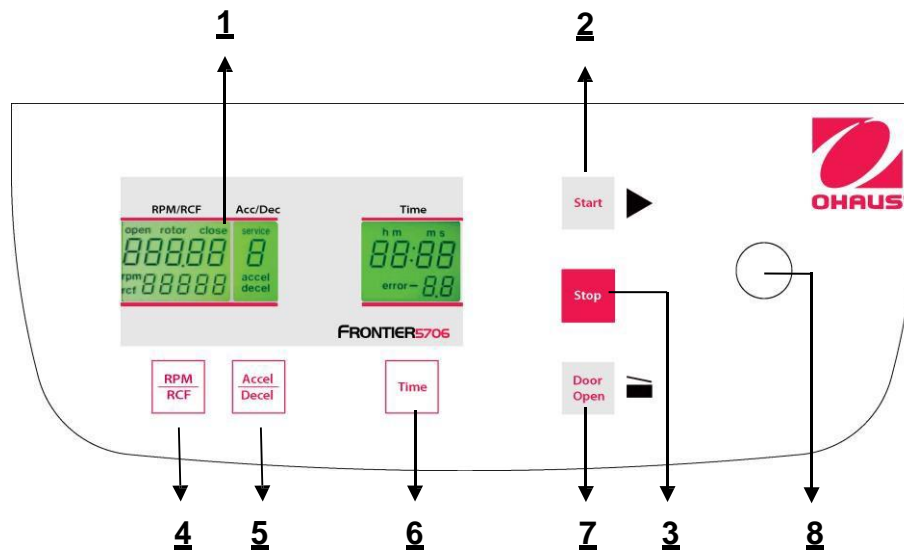 1
2
OHAUS
Start
RPM/RCF Acc/Dec
Time
open rotor close service
88888 8
rpm 88888 accel
rcf decel
h m m s
88:88
error- 8.8
Stop
FRONTIER5706
RPM
RCF
Accel
Decel
Time
Door
Open
4
5
6
7
3
8